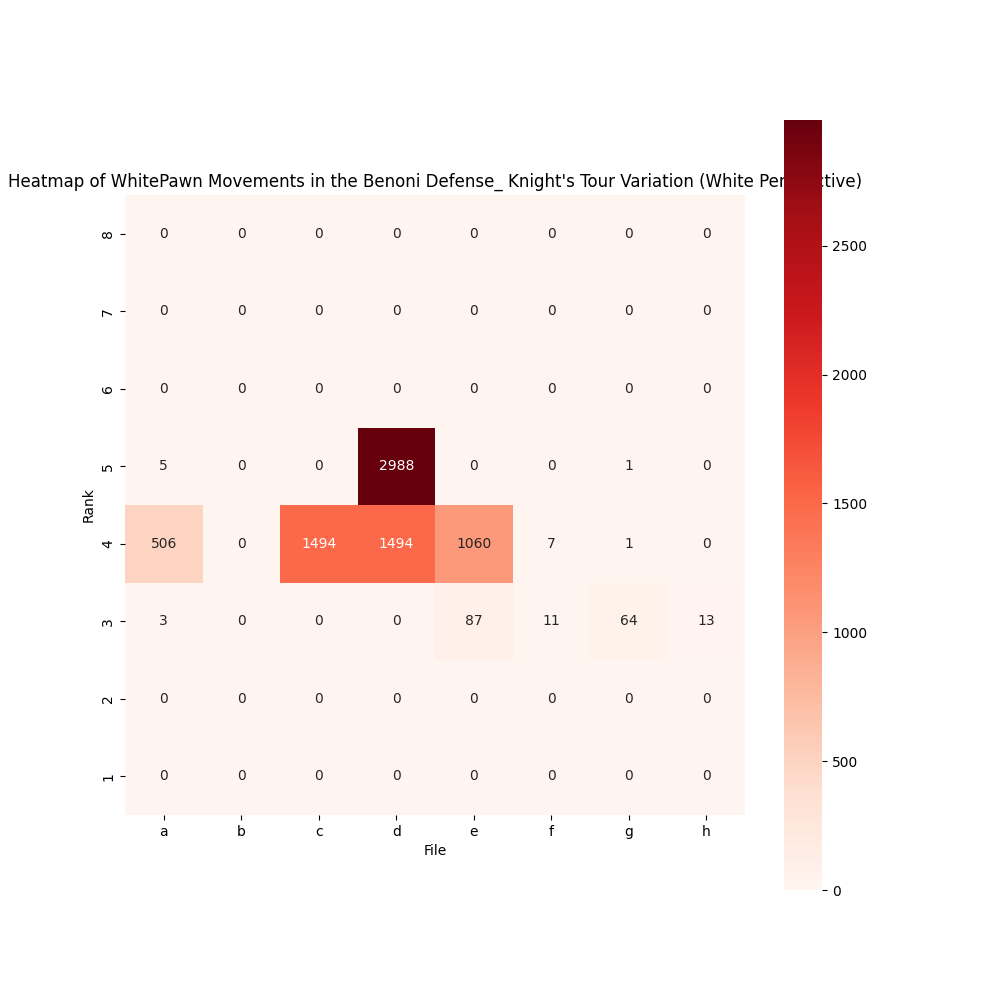 Heatmap of WhitePawn Movements in the Benoni Defense_ Knight's Tour Variation (White Per ctive)
8 0 0 0 0 0 0 0 0
7 0 0 0 0 0 0 0 0
6 0 0 0 0 0 0 0 0
5 5 0 0 2988 0 0 1 0
4 506 0 1494 1494 1060 7 1 0
3 3 0 0 0 87 11 64 13
2 0 0 0 0 0 0 0 0
1 0 0 0 0 0 0 0 0
a b c d e f g h
File
Rank
2500
2000
1500
1000
500
0